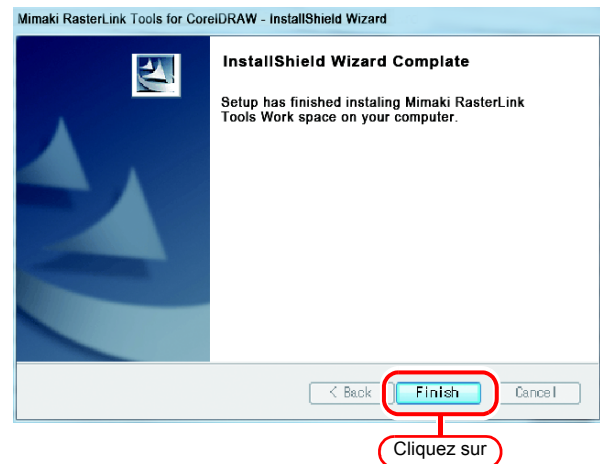 Mimaki RasterLink Tools for CorelDRAW - InstallShield Wizard
InstallShield Wizard Complate
Setup has finished instaling Mimaki RasterLink
Tools Work space on your computer.
< Back
Finish
Cancel
Cliquez sur